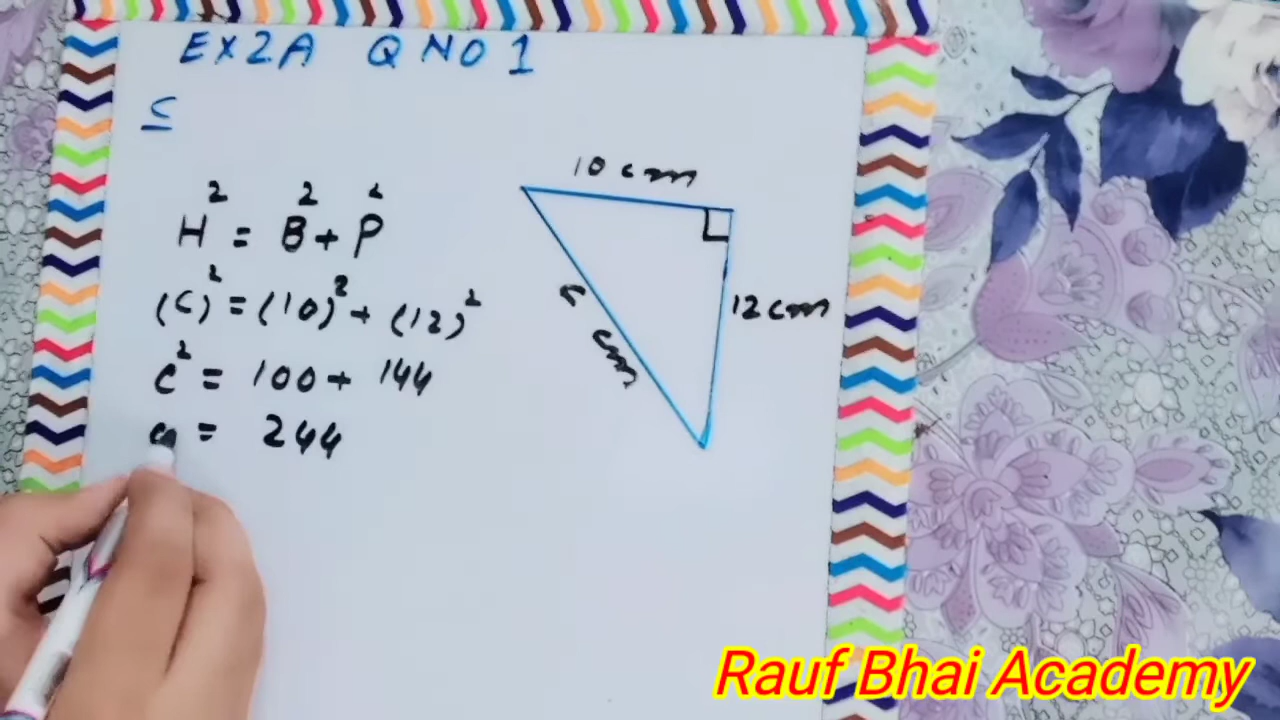 EX2A Q NO 1
C
H² = B² + P²
(C)² = (10)² + (12)²
C² = 100 + 144
= 244
10 cm
12 cm
c cm
Rauf Bhai Academy